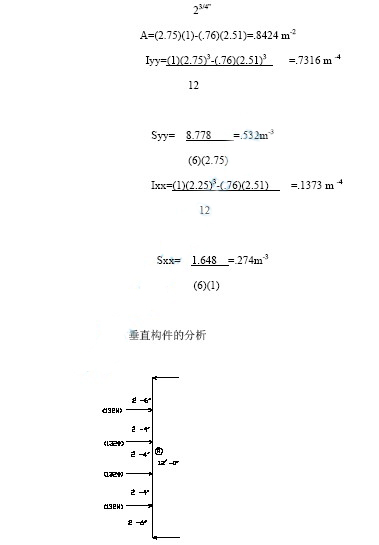 2 3/4"
A=(2.75)(1)-(.76)(2.51)=.8424 m-2
Iyy=(1)(2.75)3-(.76)(2.51)3 =.7316 m -4
12
Syy= 8.778 =.532m-3
(6)(2.75)
Ixx=(1)(2.25)3-(.76)(2.51) =.1373 m -4
12
Sxx= 1.648 =.274m-3
(6)(1)
垂直构件的分析
2'-6"
2'-4"
2'-4"
12'-0"
2'-4"
2'-6"